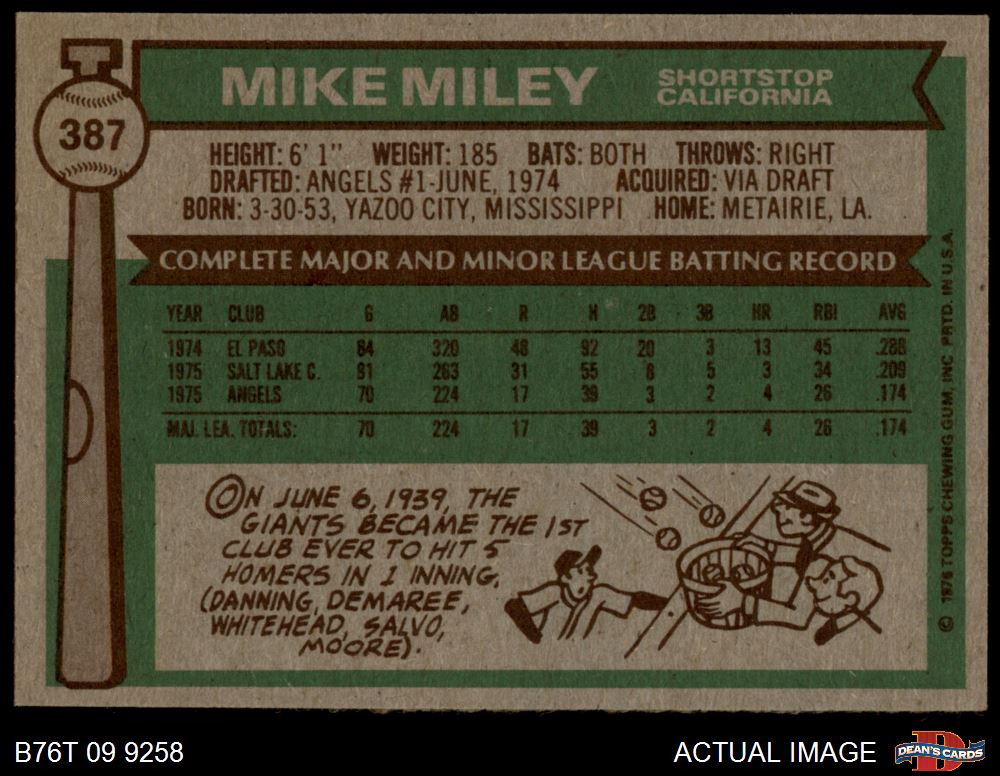 387
MIKE MILEY SHORTSTOP
CALIFORNIA
HEIGHT: 6' 1" WEIGHT: 185 BATS: BOTH THROWS: RIGHT
DRAFTED: ANGELS #1-JUNE, 1974 ACQUIRED: VIA DRAFT
BORN: 3-30-53, YAZOO CITY, MISSISSIPPI HOME: METAIRIE, LA.
COMPLETE MAJOR AND MINOR LEAGUE BATTING RECORD
YEAR CLUB G AB R H 2B 3B HR RBI AVG
1974 EL PASO 84 320 48 92 20 3 13 45 .288
1975 SALT LAKE C. 81 263 31 55 8 5 3 34 .209
1975 ANGELS 70 224 17 39 3 2 4 26 .174
MAJ. LEA. TOTALS: 70 224 17 39 3 2 4 26 .174
ON JUNE 6, 1939, THE
GIANTS BECAME THE 1ST
CLUB EVER TO HIT 5
HOMERS IN 1 INNING.
(DANNING, DEMAREE,
WHITEHEAD, SALVO,
MOORE).
© 1976 TOPPS CHEWING GUM, INC PRTD. IN U.S.A.
B76T 09 9258 ACTUAL IMAGE DEAN'S CARDS